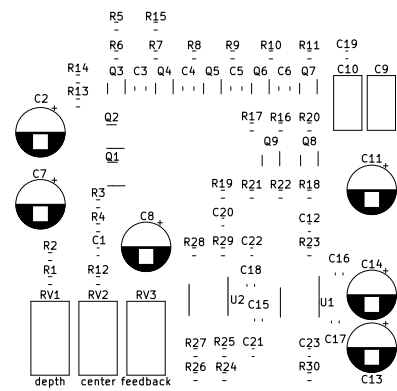 R5 R15
R6 R7 R8 R9 R10 R11 C19
R14 Q3 C3 Q4 C4 Q5 C5 Q6 C6 Q7 C10 C9
R13
C2
Q2 R17 R16 R20
Q9 Q8
Q1 C11
C7 R19 R21 R22 R18
R3
R4 C8 C20 C12
C1
R2 R28 R29 C22 R23
R1 R12 C16 C14
C18
RV1 RV2 RV3 U2 U1
C15
C17
R27 R25 C21 C23
R26 R24 R30 C13
depth center feedback